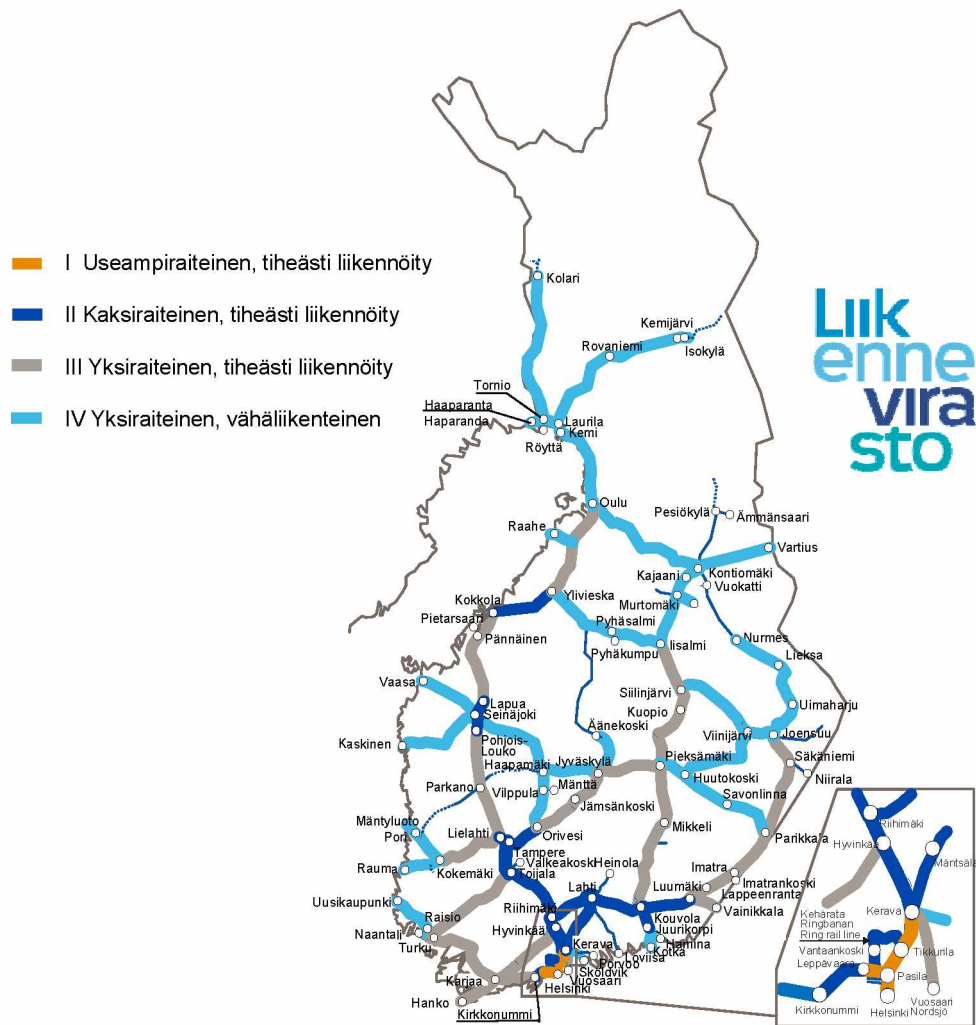 I Useampiraiteinen, tiheästi liikennöity
II Kaksiraiteinen, tiheästi liikennöity
III Yksiraiteinen, tiheästi liikennöity
IV Yksiraiteinen, vähäliikenteinen
Liik
enne
vira
sto
Kolari
Kemijärvi
Rovaniemi
Isokylä
Tornio
Haaparanta
Haparanda
Laurila
Kemi
Röyttä
Oulu
Pesiökylä
Ämmänsaari
Raahe
Vartius
Kontiomäki
Kajaani
Vuokatti
Ylivieska
Murtomäki
Kokkola
Pietarsaari
Pännäinen
Pyhäsalmi
Pyhäkumpu
Iisalmi
Nurmes
Lieksa
Vaasa
Siilinjärvi
Lapua
Seinäjoki
Kuopio
Uimaharju
Kaskinen
Pohjois-
Louko
Äänekoski
Viinijärvi
Joensuu
Haapamäki
Jyväskylä
Pieksämäki
Säkäniemi
Huutokoski
Niirala
Parkano
Vilppula
Mänttä
Savonlinna
Jämsänkoski
Mäntyluoto
Pori
Lielahti
Orivesi
Mikkeli
Parikkala
Tampere
Valkeakoski
Heinola
Rauma
Kokemäki
Toijala
Imatra
Imatrankoski
Lahti
Luumäki
Lappeenranta
Uusikaupunki
Riihimäki
Vainikkala
Raisio
Kouvola
Naantali
Hyvinkää
Juurikorpi
Turku
Kerava
Hamina
Loviisa
Kotka
Porvoo
Sköldvik
Karjaa
Vuosaari
Helsinki
Hanko
Kirkkonummi
Riihimäki
Hyvinkää
Mäntsälä
Kerava
Kehärata
Ringbanan
Ring rail line
Vantaankoski
Tikkurila
Leppävaara
Pasila
Kirkkonummi
Helsinki
Vuosaari
Nordsjö